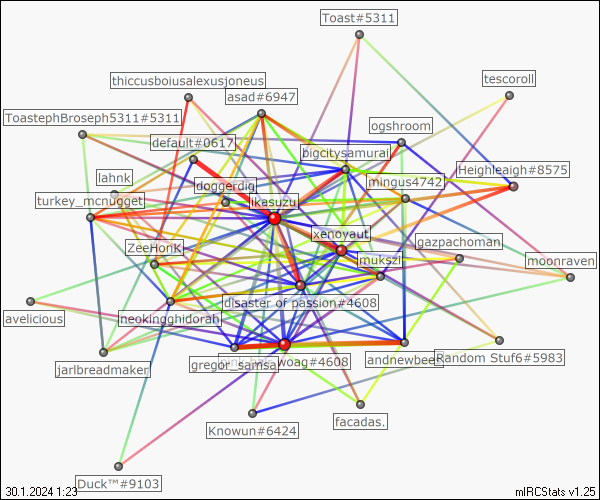 Toast#5311
tescoroll
thiccusboiusalexusjoneus
asad#6947
ToastephBroseph5311#5311
ogshroom
default#0617
bigcitysamurai
Heighleaigh#8575
lahnk
mingus4742
doggerdig
turkey_mcnugget
ikasuzu
xenoyaut
gazpachoman
ZeeHonK
mukszi
moonraven
disaster of passion#4608
avelicious
neokingghidorah
andnewbeer
Random Stuf6#5983
gregor_samsa
woag#4608
jarlbreadmaker
facadas.
Knowun#6424
Duck™#9103
30.1.2024 1:23
mIRCStats v1.25